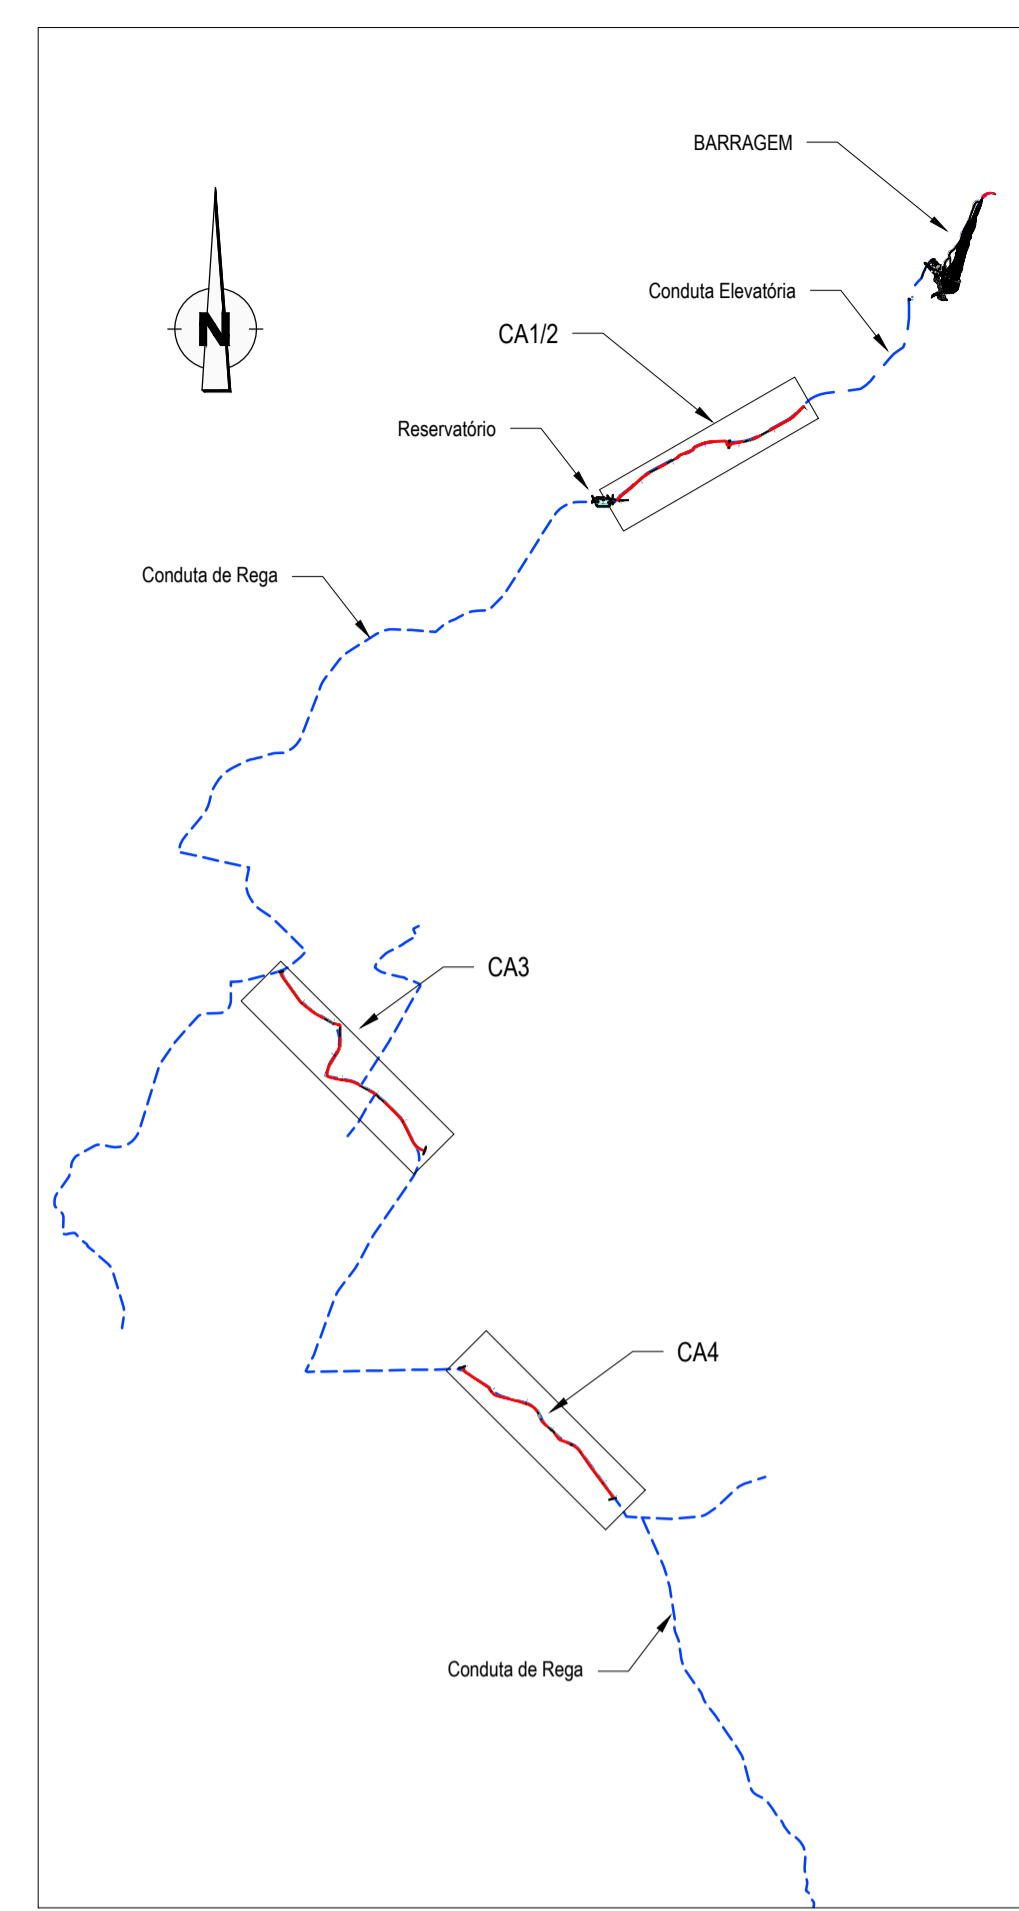 BARRAGEM
Conduta Elevatória
N
CA1/2
Reservatório
Conduta de Rega
CA3
CA4
Conduta de Rega